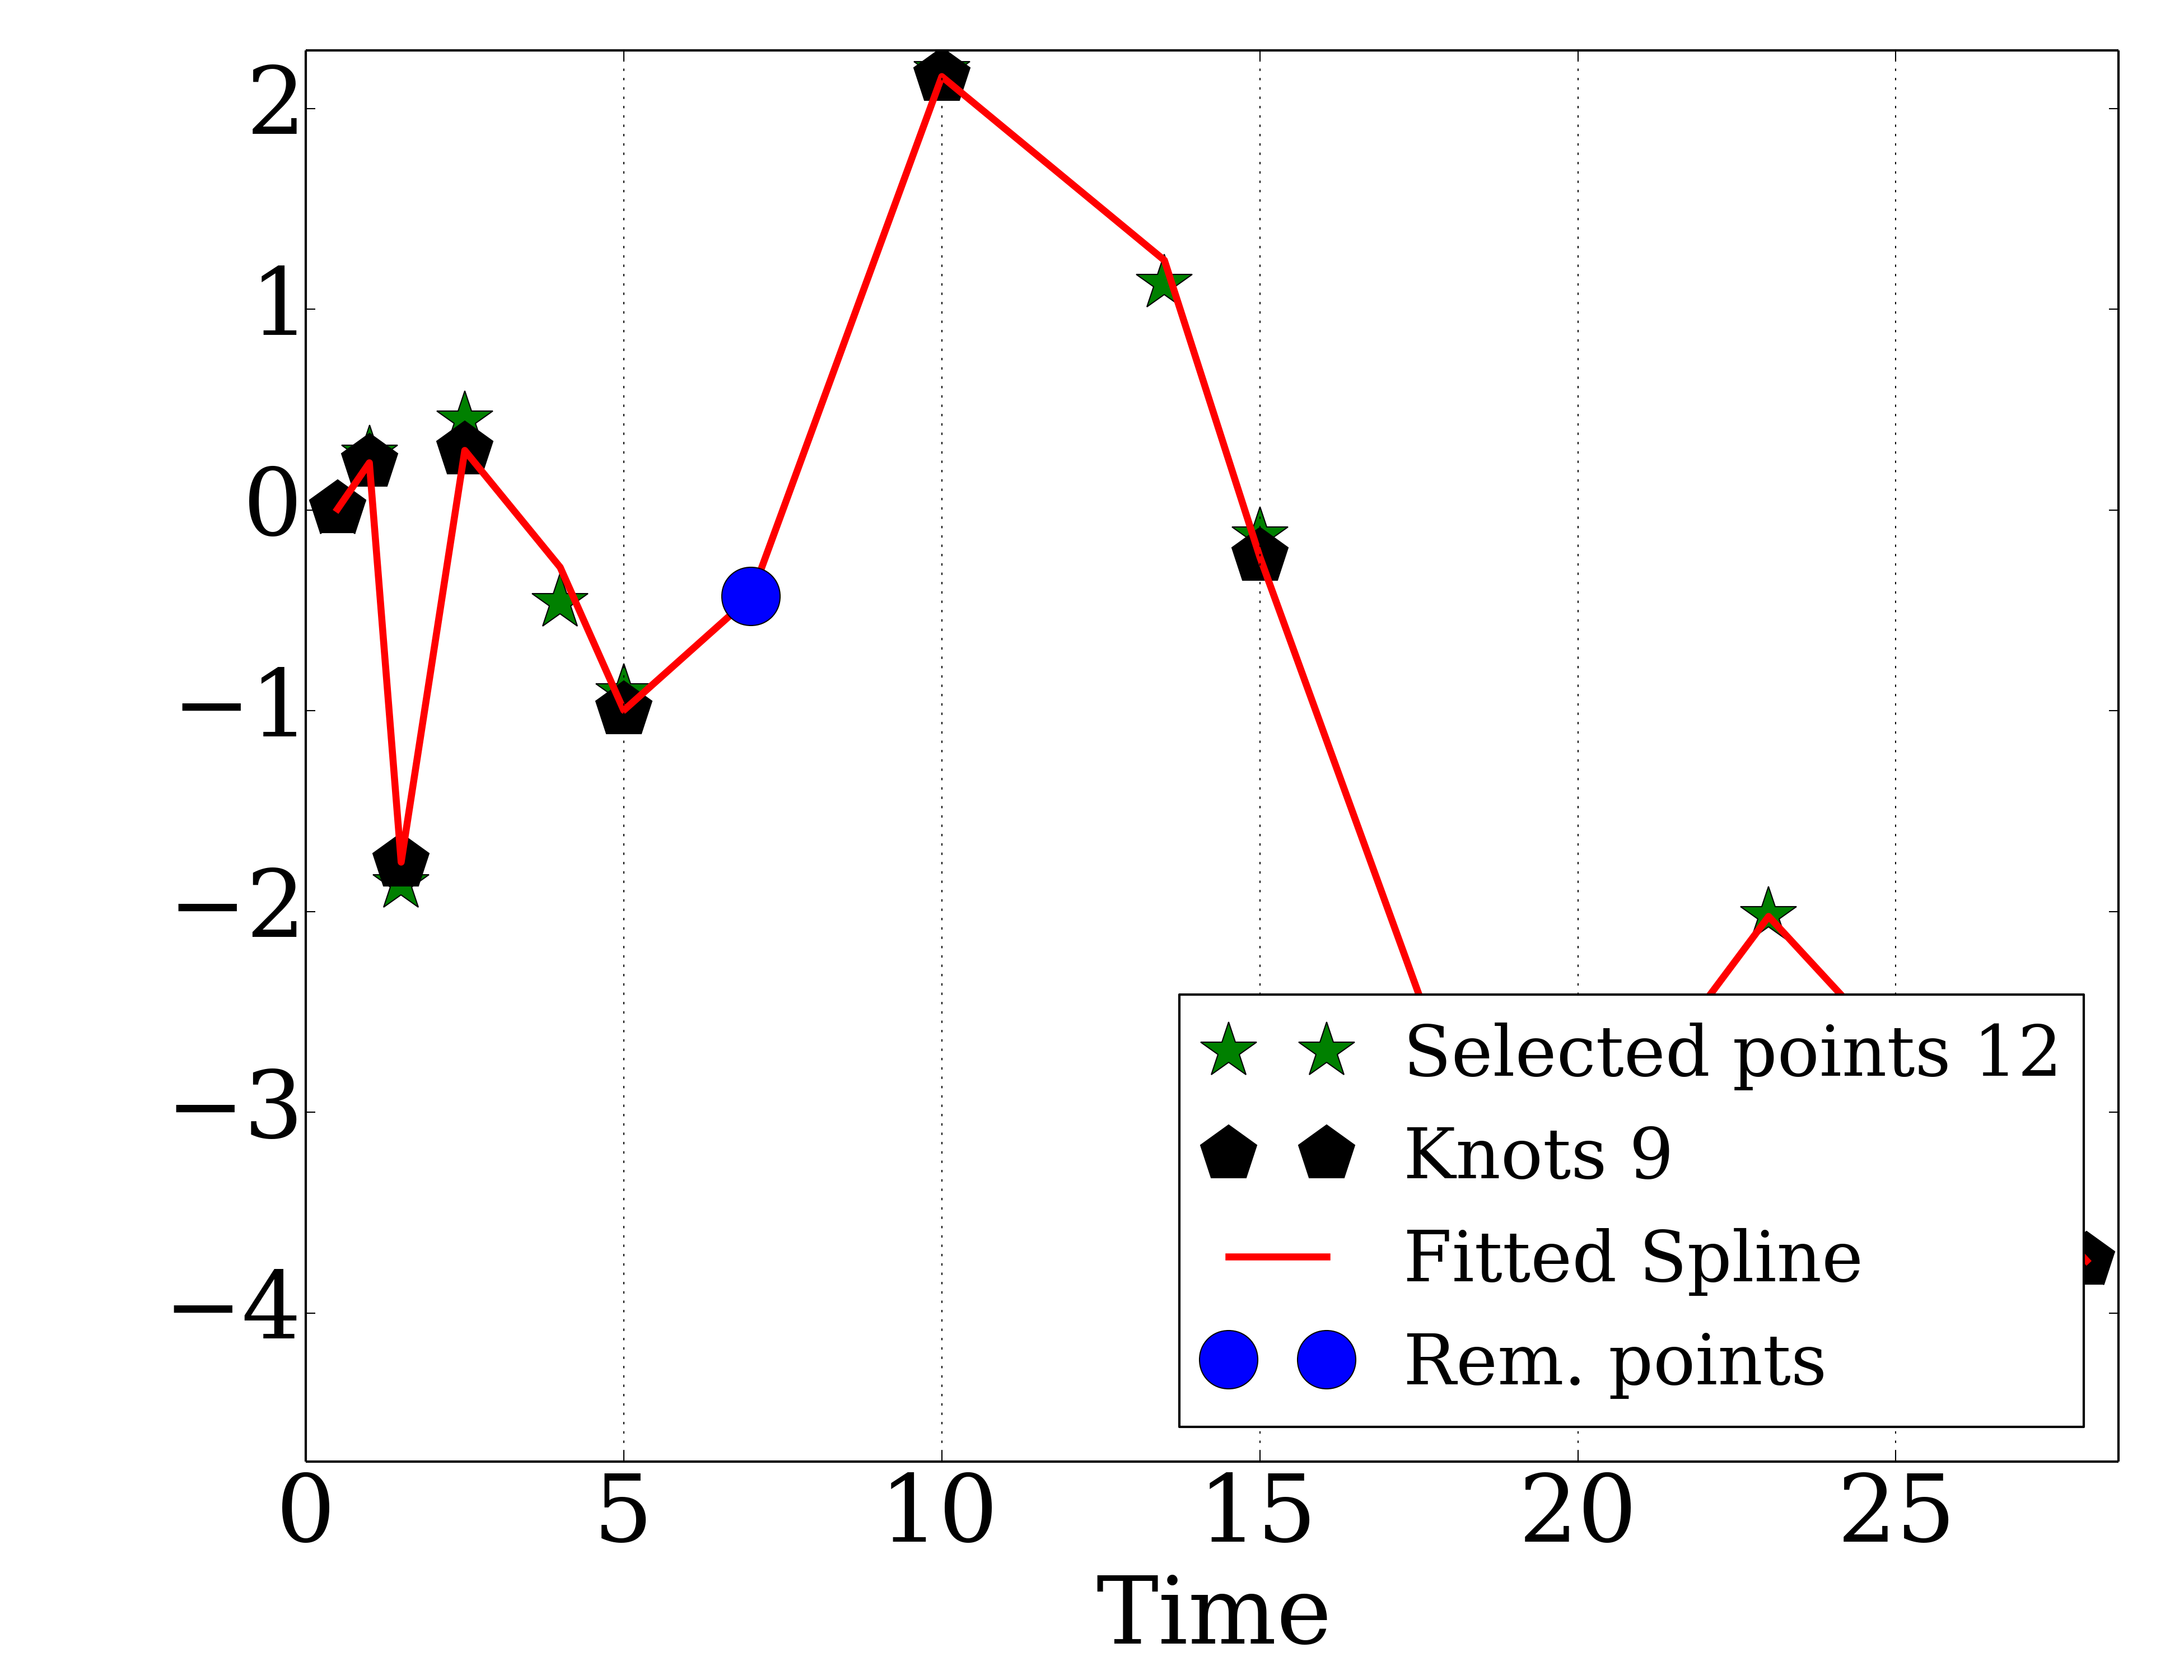 2
1
0
−1
−2
−3
−4
Selected points 12
Knots 9
Fitted Spline
Rem. points
0 5 10 15 20 25
Time